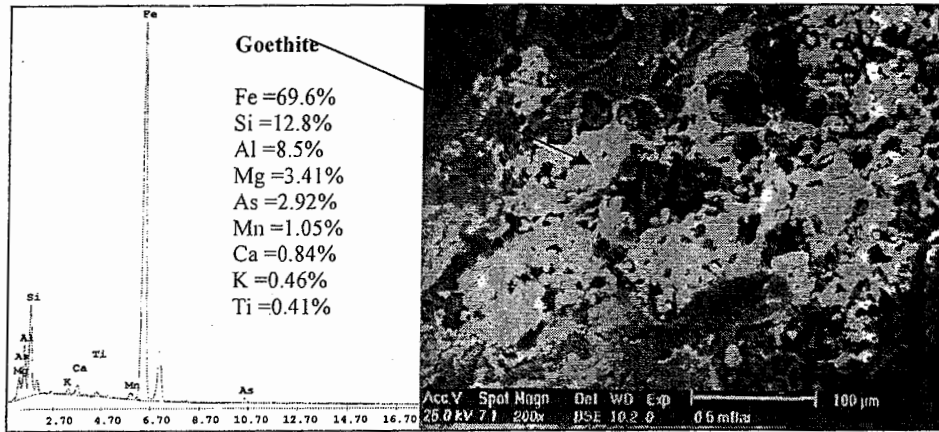 Fe
Goethite
Fe =69.6%
Si =12.8%
Al =8.5%
Mg =3.41%
As =2.92%
Mn =1.05%
Ca =0.84%
K =0.46%
Ti =0.41%
Si
Al
As
Mg
K
Ca
Ti
Mn
As
2.70 4.70 6.70 8.70 10.70 12.70 14.70 16.70
Acc.V Spot Magn Det WD Exp
7.1 200x BSE 10.2 0
100 µm